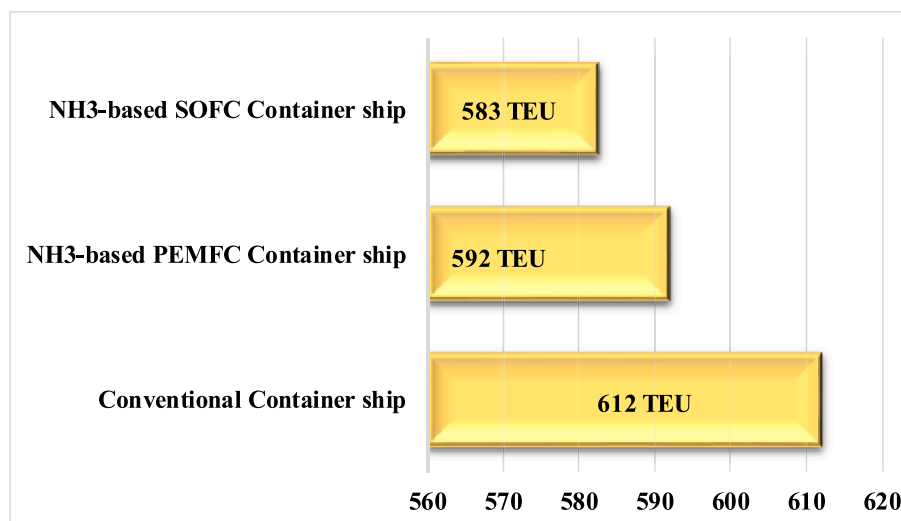 NH3-based SOFC Container ship
583 TEU
NH3-based PEMFC Container ship
592 TEU
Conventional Container ship
612 TEU
560 570 580 590 600 610 620